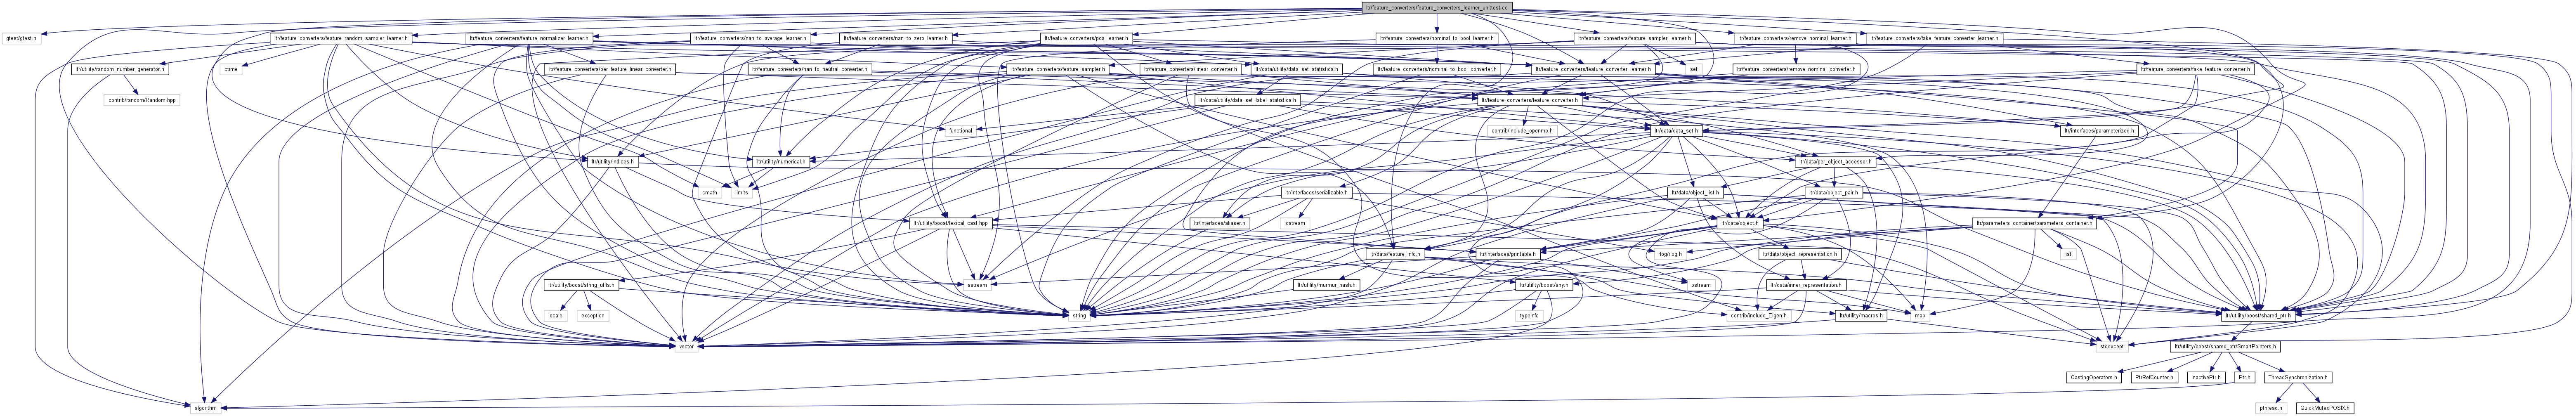 ltr/feature_converters/feature_converters_learner_unittest.cc
gtest/gtest.h
ltr/feature_converters/feature_random_sampler_learner.h
ltr/feature_converters/feature_normalizer_learner.h
ltr/feature_converters/nan_to_average_learner.h
ltr/feature_converters/nan_to_zero_learner.h
ltr/feature_converters/pca_learner.h
ltr/feature_converters/nominal_to_bool_learner.h
ltr/feature_converters/feature_sampler_learner.h
ltr/feature_converters/remove_nominal_learner.h
ltr/feature_converters/fake_feature_converter_learner.h
ltr/utility/random_number_generator.h
ctime
ltr/feature_converters/per_feature_linear_converter.h
ltr/feature_converters/nan_to_neutral_converter.h
ltr/feature_converters/feature_sampler.h
ltr/feature_converters/linear_converter.h
ltr/data/utility/data_set_statistics.h
ltr/feature_converters/nominal_to_bool_converter.h
ltr/feature_converters/feature_converter_learner.h
set
ltr/feature_converters/remove_nominal_converter.h
ltr/feature_converters/fake_feature_converter.h
contrib/random/Random.hpp
ltr/data/utility/data_set_label_statistics.h
ltr/feature_converters/feature_converter.h
functional
contrib/include_openmp.h
ltr/data/data_set.h
ltr/interfaces/parameterized.h
ltr/utility/indices.h
ltr/utility/numerical.h
ltr/data/per_object_accessor.h
cmath
limits
ltr/interfaces/serializable.h
ltr/data/object_list.h
ltr/data/object_pair.h
ltr/utility/boost/lexical_cast.hpp
ltr/interfaces/aliaser.h
iostream
ltr/data/object.h
ltr/parameters_container/parameters_container.h
ltr/data/feature_info.h
ltr/interfaces/printable.h
rlog/rlog.h
ltr/data/object_representation.h
list
ltr/utility/boost/string_utils.h
sstream
ltr/utility/murmur_hash.h
ltr/utility/boost/any.h
ostream
ltr/data/inner_representation.h
locale
exception
string
typeinfo
contrib/include_Eigen.h
ltr/utility/macros.h
map
ltr/utility/boost/shared_ptr.h
vector
stdexcept
ltr/utility/boost/shared_ptr/SmartPointers.h
CastingOperators.h
PtrRefCounter.h
InactivePtr.h
Ptr.h
ThreadSynchronization.h
algorithm
pthread.h
QuickMutexPOSIX.h